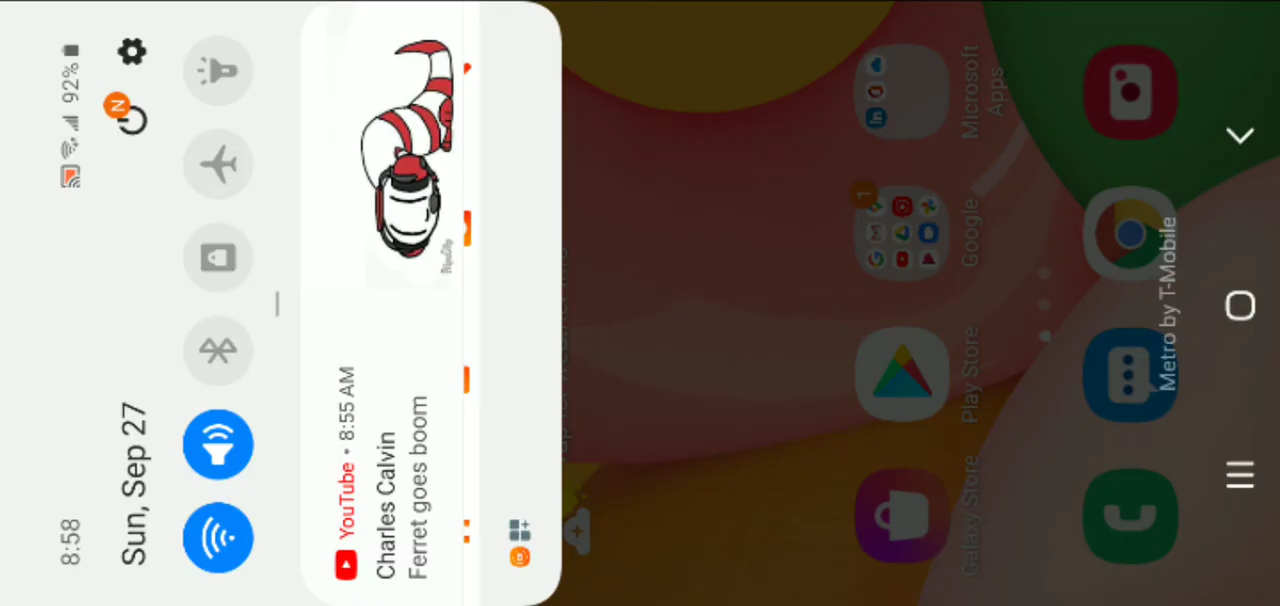 8:58
92%
Sun, Sep 27
N
YouTube • 8:55 AM
Charles Calvin
Ferret goes boom
1
Galaxy Store
Play Store
Google
Microsoft
Apps
Metro by T-Mobile